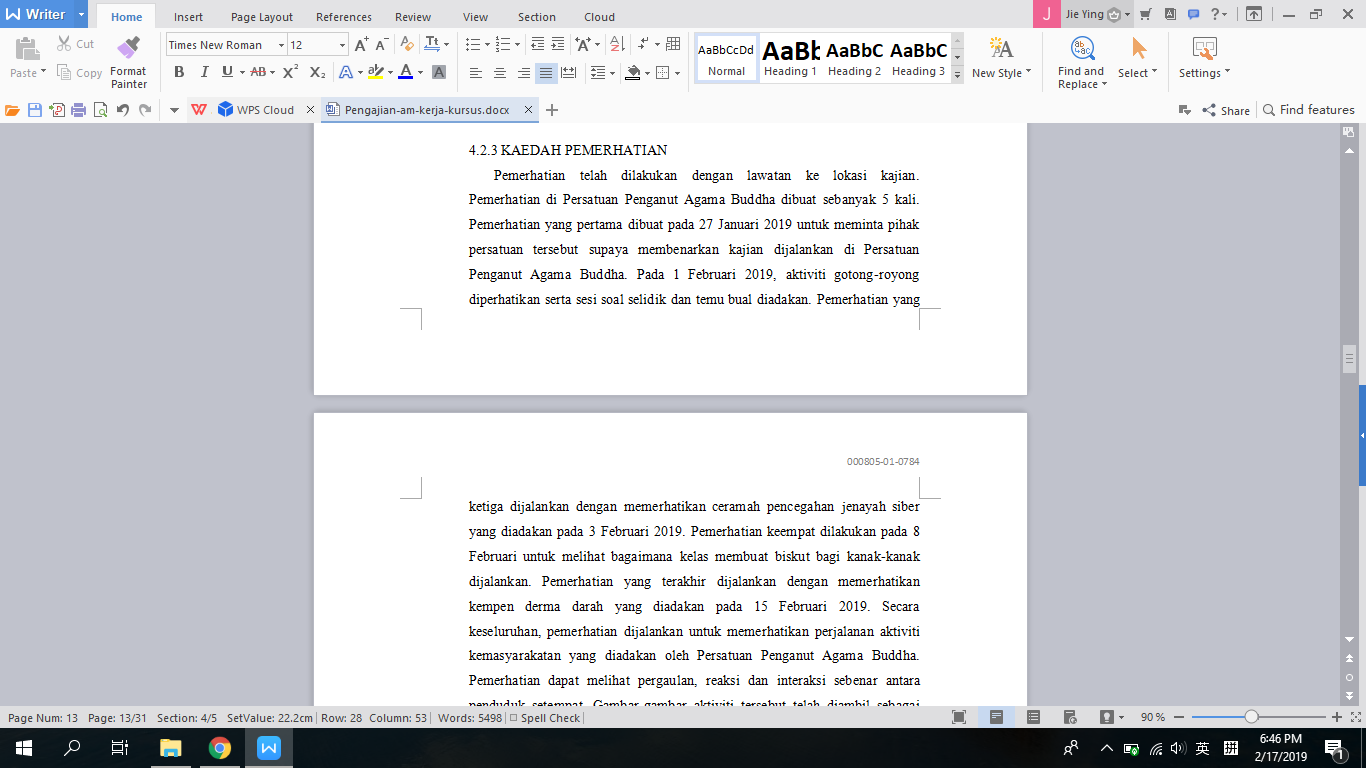 Writer
Home Insert Page Layout References Review View Section Cloud
J Jie Ying
Paste Cut Copy Format Painter
Times New Roman 12
AaBbCcDd Normal
AaBb Heading 1
AaBbC Heading 2
AaBbC Heading 3
New Style Find and Replace Select Settings
WPS Cloud Pengajian-am-kerja-kursus.docx Share Find features
4.2.3 KAEDAH PEMERHATIAN
Pemerhatian telah dilakukan dengan lawatan ke lokasi kajian.
Pemerhatian di Persatuan Penganut Agama Buddha dibuat sebanyak 5 kali.
Pemerhatian yang pertama dibuat pada 27 Januari 2019 untuk meminta pihak
persatuan tersebut supaya membenarkan kajian dijalankan di Persatuan
Penganut Agama Buddha. Pada 1 Februari 2019, aktiviti gotong-royong
diperhatikan serta sesi soal selidik dan temu bual diadakan. Pemerhatian yang
000805-01-0784
ketiga dijalankan dengan memerhatikan ceramah pencegahan jenayah siber
yang diadakan pada 3 Februari 2019. Pemerhatian keempat dilakukan pada 8
Februari untuk melihat bagaimana kelas membuat biskut bagi kanak-kanak
dijalankan. Pemerhatian yang terakhir dijalankan dengan memerhatikan
kempen derma darah yang diadakan pada 15 Februari 2019. Secara
keseluruhan, pemerhatian dijalankan untuk memerhatikan perjalanan aktiviti
kemasyarakatan yang diadakan oleh Persatuan Penganut Agama Buddha.
Pemerhatian dapat melihat pergaulan, reaksi dan interaksi sebenar antara
penduduk setempat. Gambar-gambar aktiviti tersebut telah diambil sebagai
Page Num: 13 Page: 13/31 Section: 4/5 SetValue: 22.2cm Row: 28 Column: 53 Words: 5498 Spell Check 90 %
英 拼 6:46 PM
2/17/2019 1